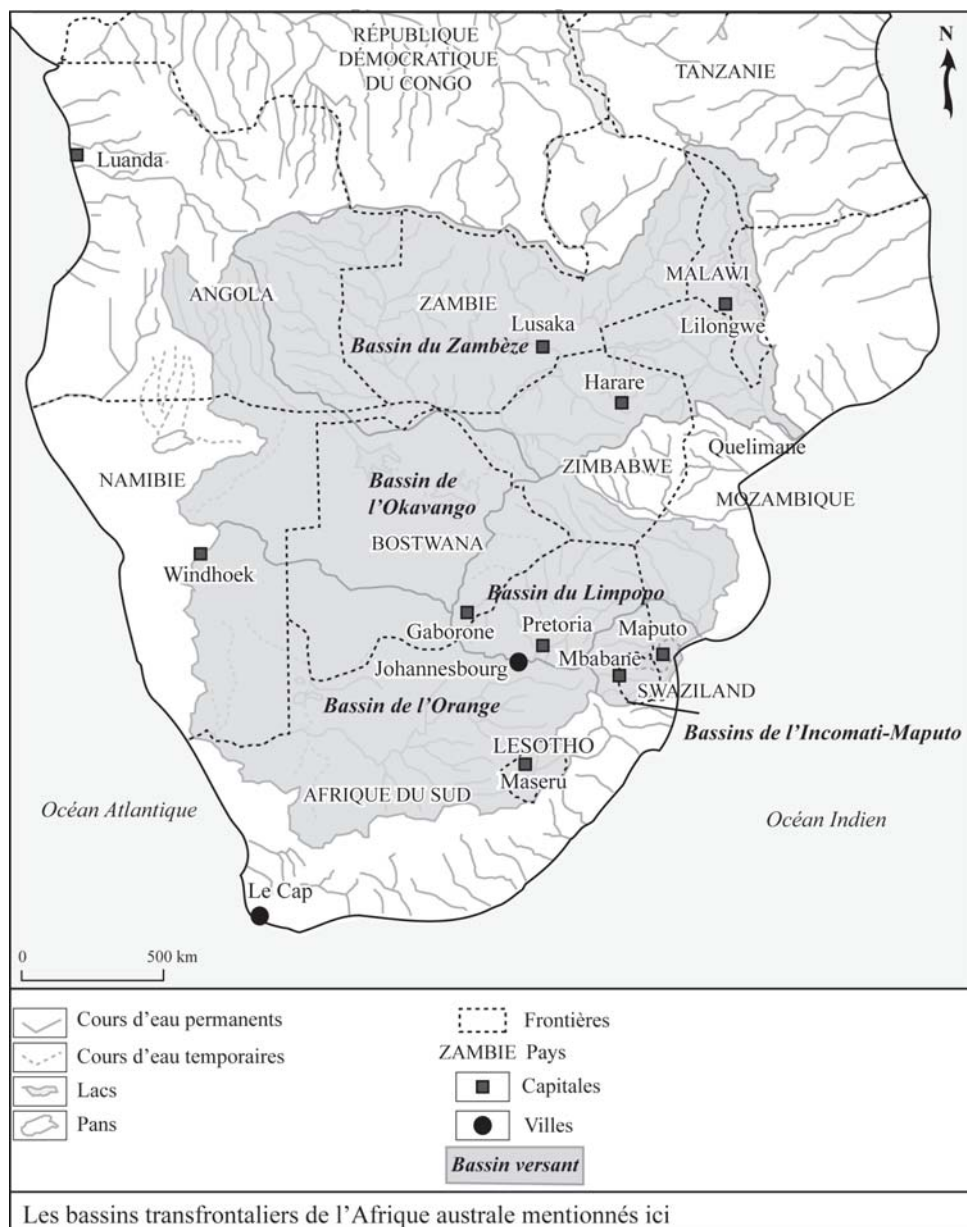 RÉPUBLIQUE
DÉMOCRATIQUE
DU CONGO
TANZANIE
N
Luanda
ANGOLA
ZAMBIE
MALAWI
Lusaka
Lilongwe
Bassin du Zambèze
Harare
Quelimane
ZIMBABWE
NAMIBIE
Bassin de
l'Okavango
MOZAMBIQUE
BOSTWANA
Windhoek
Bassin du Limpopo
Gaborone
Pretoria
Maputo
Johannesbourg
Mbabane
SWAZILAND
Bassin de l'Orange
Bassins de l'Incomati-Maputo
LESOTHO
Maseru
AFRIQUE DU SUD
Océan Atlantique
Océan Indien
Le Cap
0 500 km
Cours d'eau permanents
Cours d'eau temporaires
Lacs
Pans
Frontières
ZAMBIE Pays
Capitales
Villes
Bassin versant
Les bassins transfrontaliers de l'Afrique australe mentionnés ici